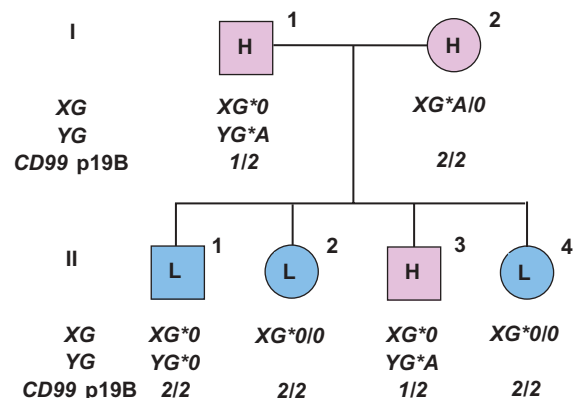 I 1 2
H H
XG XG*0 XG*A/0
YG YG*A
CD99 p19B 1/2 2/2
II 1 2 3 4
L L H L
XG XG*0 XG*0/0 XG*0 XG*0/0
YG YG*0 YG*A
CD99 p19B 2/2 2/2 1/2 2/2